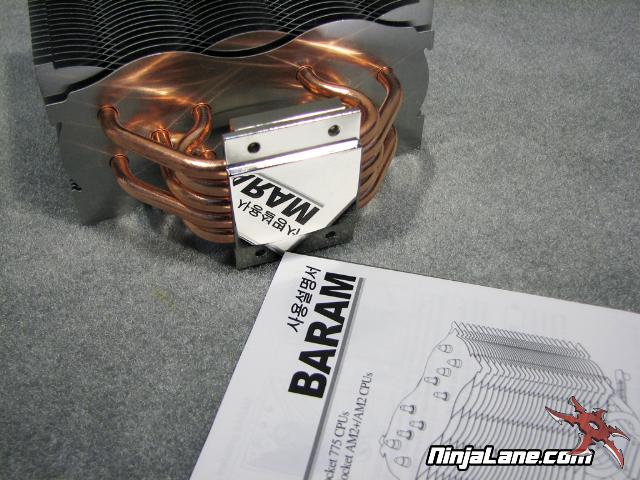 사용설명서
BARAM
ocket 775 CPUs
ocket AM2+/AM2 CPUs
NinjaLane.com